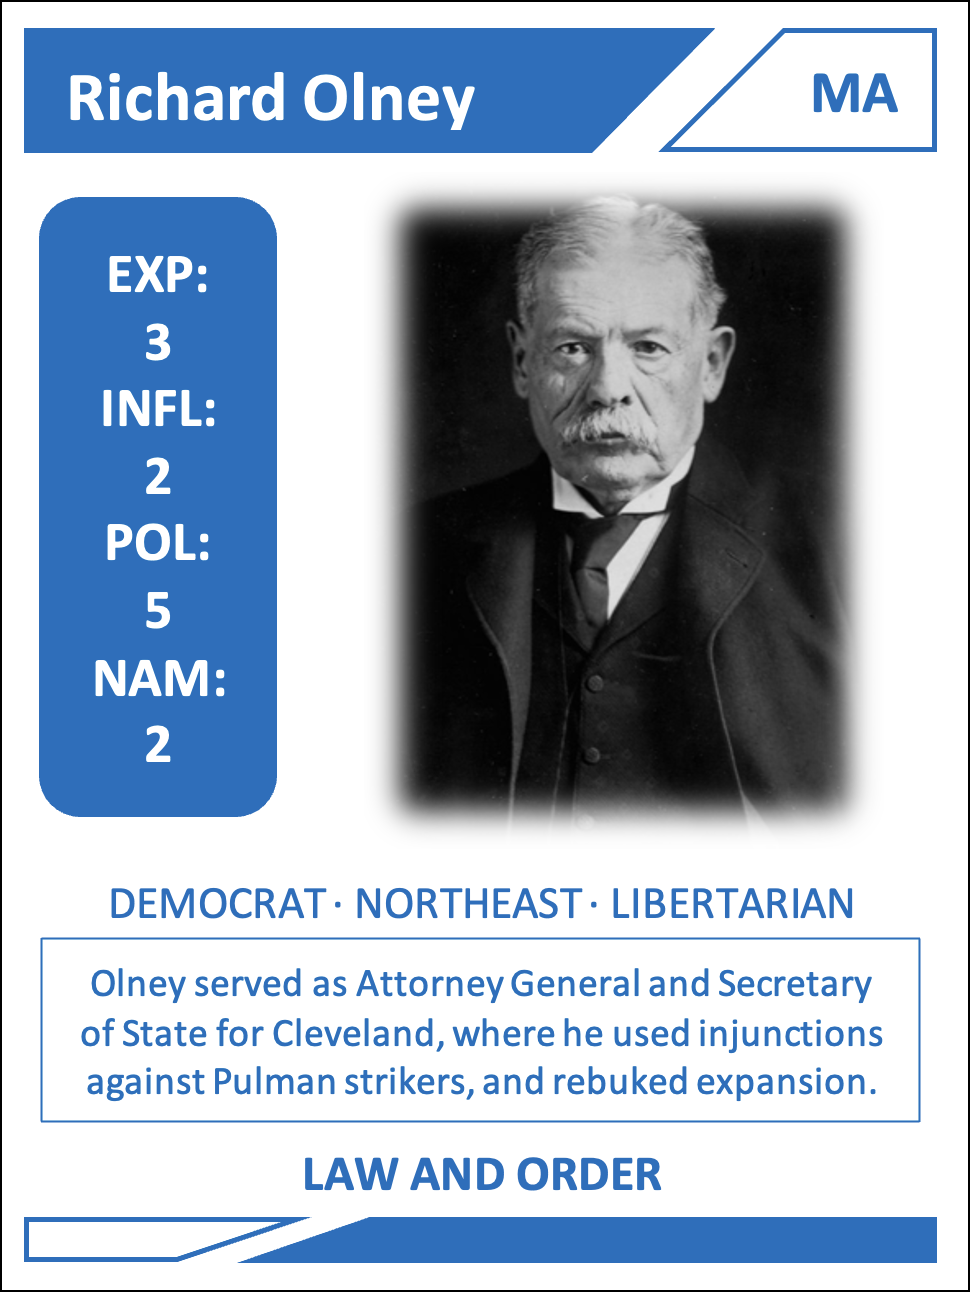 Richard Olney
MA
EXP:
3
INFL:
2
POL:
5
NAM:
2
DEMOCRAT · NORTHEAST · LIBERTARIAN
Olney served as Attorney General and Secretary
of State for Cleveland, where he used injunctions
against Pulman strikers, and rebuked expansion.
LAW AND ORDER